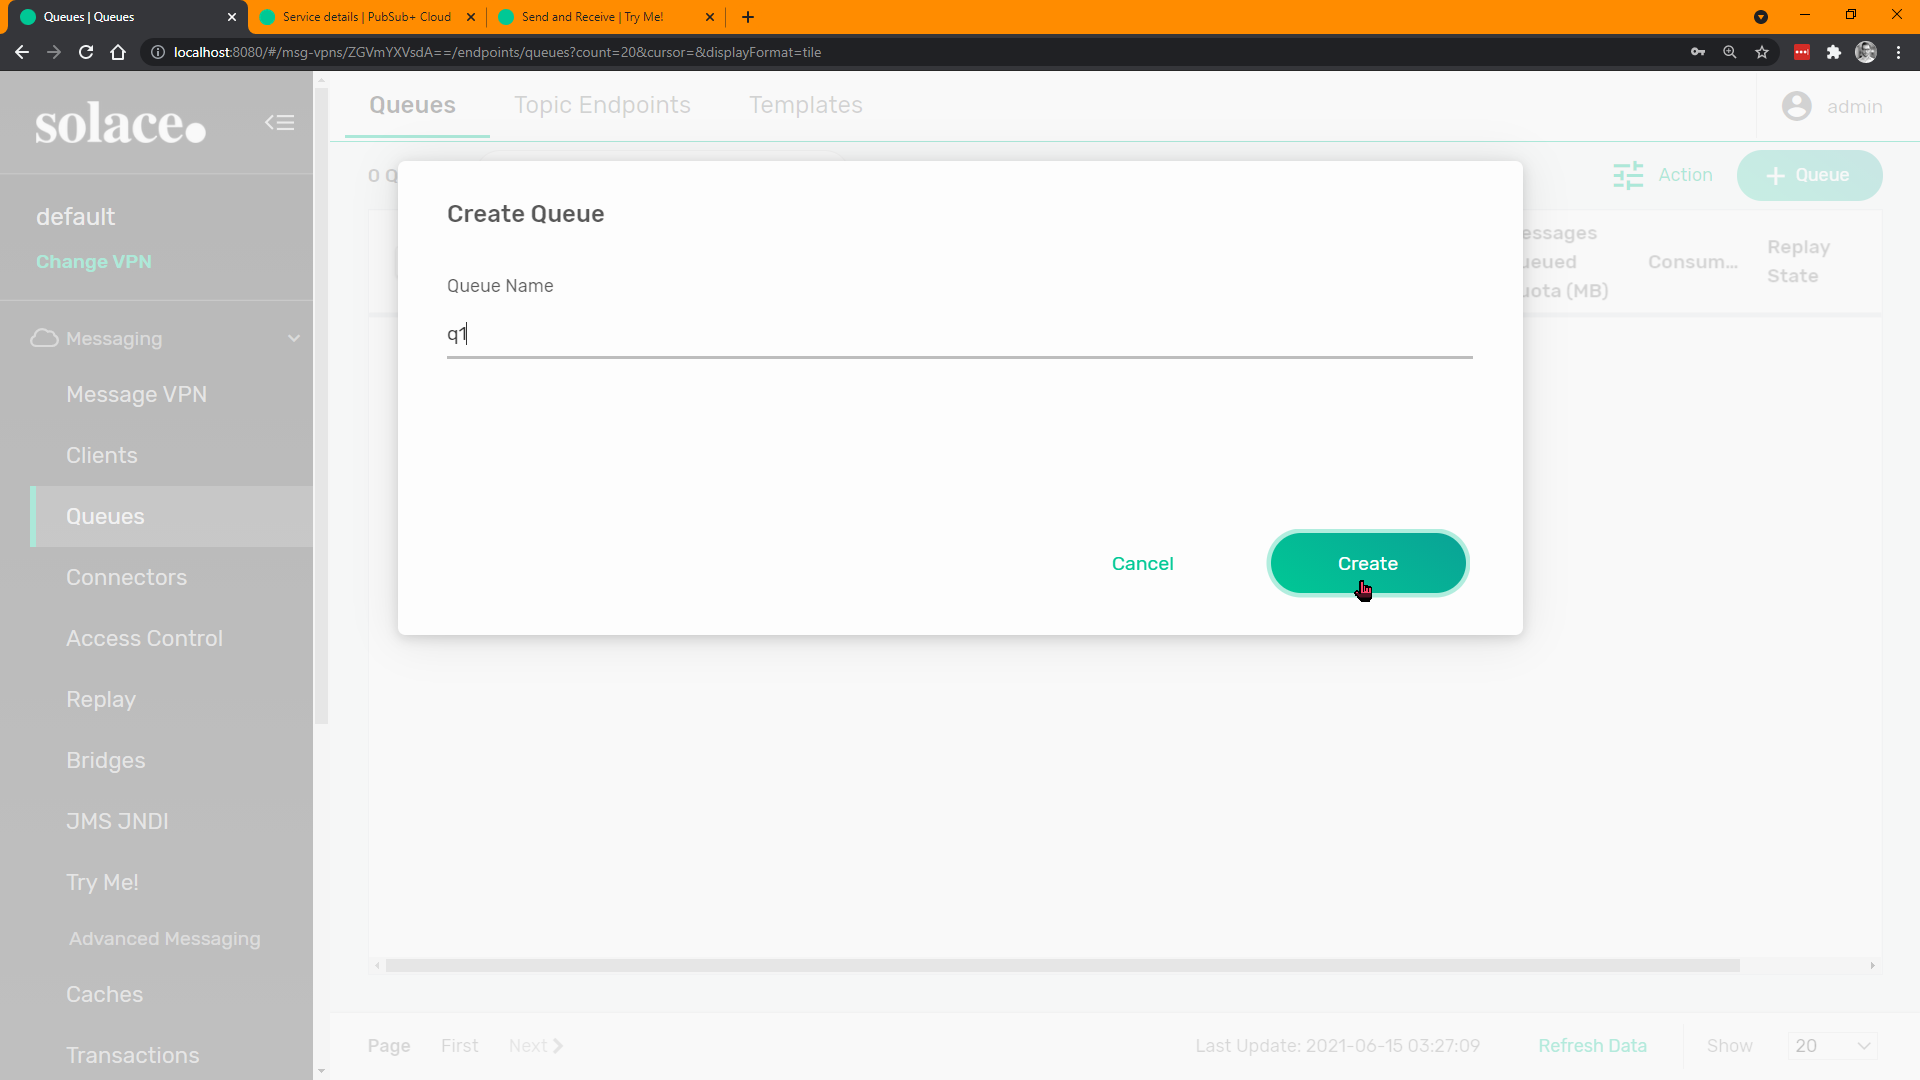 Queues | Queues
Service details | PubSub+ Cloud
Send and Receive | Try Me!
localhost:8080/#/msg-vpns/ZGVmYXVsdA==/endpoints/queues?count=20&cursor=&displayFormat=tile
solace.
Queues
Topic Endpoints
Templates
admin
default
Change VPN
0 Q
Action
Queue
Create Queue
Queue Name
q1
Cancel
Create
essages
ueued
uota (MB)
Consum...
Replay
State
Messaging
Message VPN
Clients
Queues
Connectors
Access Control
Replay
Bridges
JMS JNDI
Try Me!
Advanced Messaging
Caches
Transactions
Page
First
Next
Last Update: 2021-06-15 03:27:09
Refresh Data
Show
20